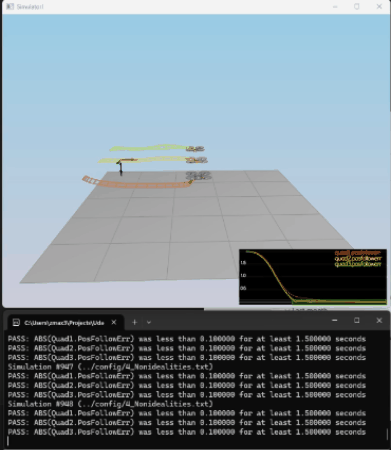 Simulator!
quad1.posfollowerr
quad2.posfollowerr
quad3.posfollowerr
1.5
1.0
0.5
C:\Users\cmac3\Projects\Uda
PASS: ABS(Quad1.PosFollowErr) was less than 0.100000 for at least 1.500000 seconds
PASS: ABS(Quad2.PosFollowErr) was less than 0.100000 for at least 1.500000 seconds
PASS: ABS(Quad3.PosFollowErr) was less than 0.100000 for at least 1.500000 seconds
Simulation #947 (../config/4_Nonidealities.txt)
PASS: ABS(Quad1.PosFollowErr) was less than 0.100000 for at least 1.500000 seconds
PASS: ABS(Quad2.PosFollowErr) was less than 0.100000 for at least 1.500000 seconds
PASS: ABS(Quad3.PosFollowErr) was less than 0.100000 for at least 1.500000 seconds
Simulation #948 (../config/4_Nonidealities.txt)
PASS: ABS(Quad1.PosFollowErr) was less than 0.100000 for at least 1.500000 seconds
PASS: ABS(Quad2.PosFollowErr) was less than 0.100000 for at least 1.500000 seconds
PASS: ABS(Quad3.PosFollowErr) was less than 0.100000 for at least 1.500000 seconds